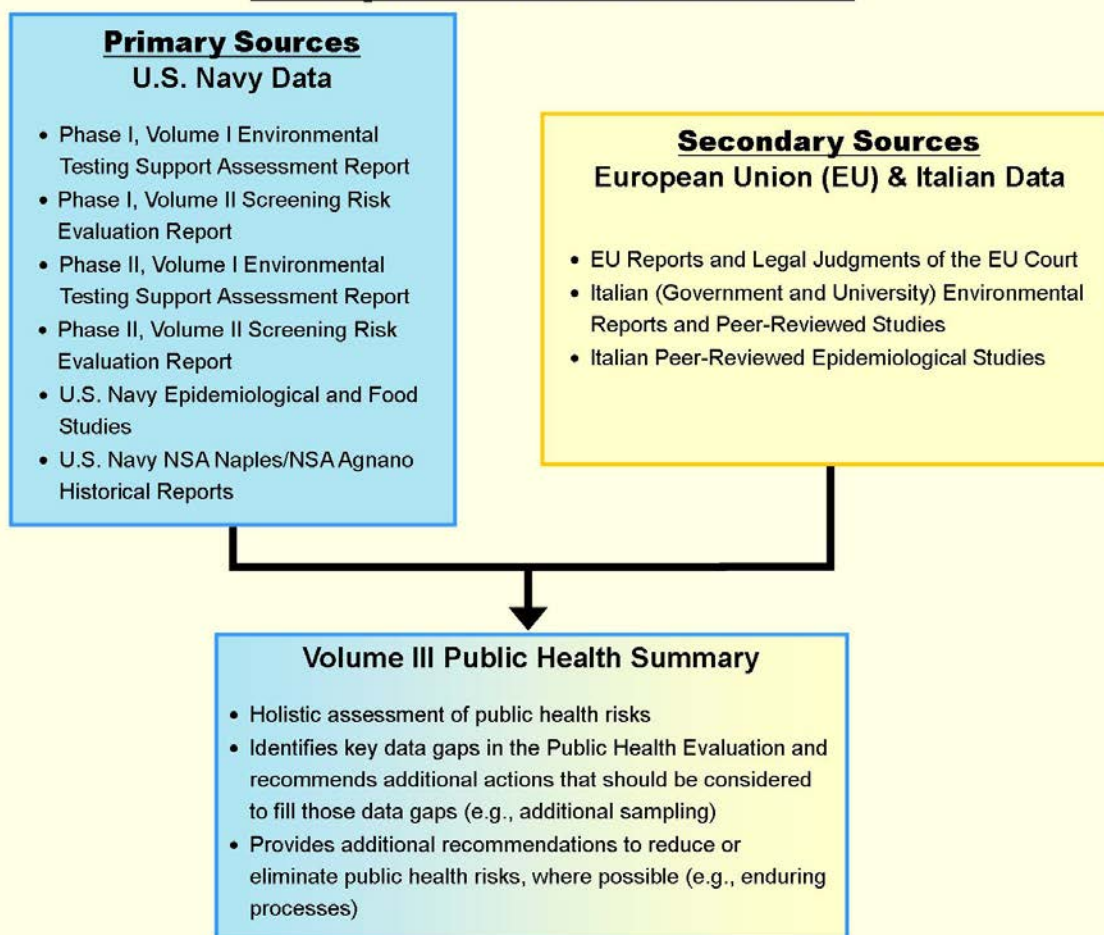 Primary Sources
U.S. Navy Data
• Phase I, Volume I Environmental
Testing Support Assessment Report
• Phase I, Volume II Screening Risk
Evaluation Report
• Phase II, Volume I Environmental
Testing Support Assessment Report
• Phase II, Volume II Screening Risk
Evaluation Report
• U.S. Navy Epidemiological and Food
Studies
• U.S. Navy NSA Naples/NSA Agnano
Historical Reports
Secondary Sources
European Union (EU) & Italian Data
• EU Reports and Legal Judgments of the EU Court
• Italian (Government and University) Environmental
Reports and Peer-Reviewed Studies
• Italian Peer-Reviewed Epidemiological Studies
Volume III Public Health Summary
• Holistic assessment of public health risks
• Identifies key data gaps in the Public Health Evaluation and
recommends additional actions that should be considered
to fill those data gaps (e.g., additional sampling)
• Provides additional recommendations to reduce or
eliminate public health risks, where possible (e.g., enduring
processes)